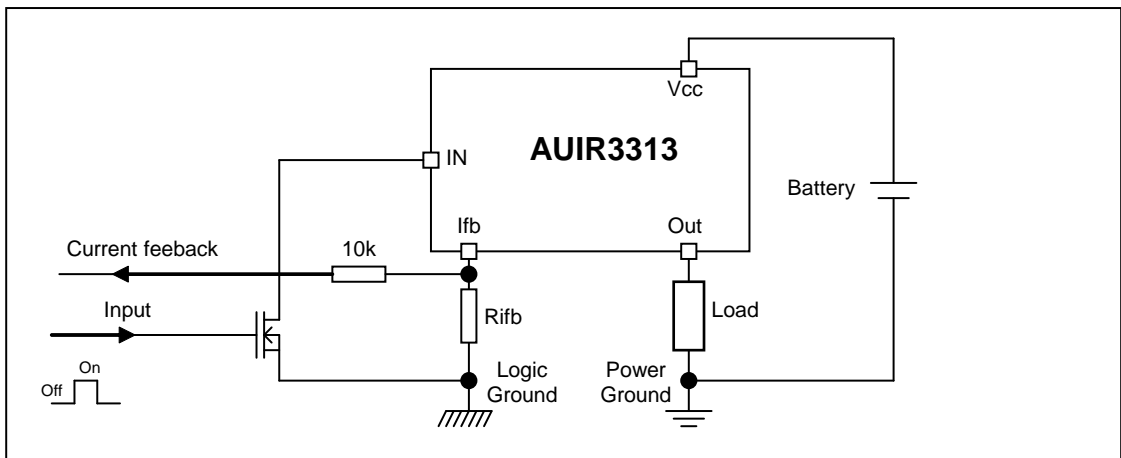 Vcc
AUIR3313
IN
Battery
Ifb
Out
Current feeback
10k
Input
Rifb
Load
On
Off
Logic
Ground
Power
Ground